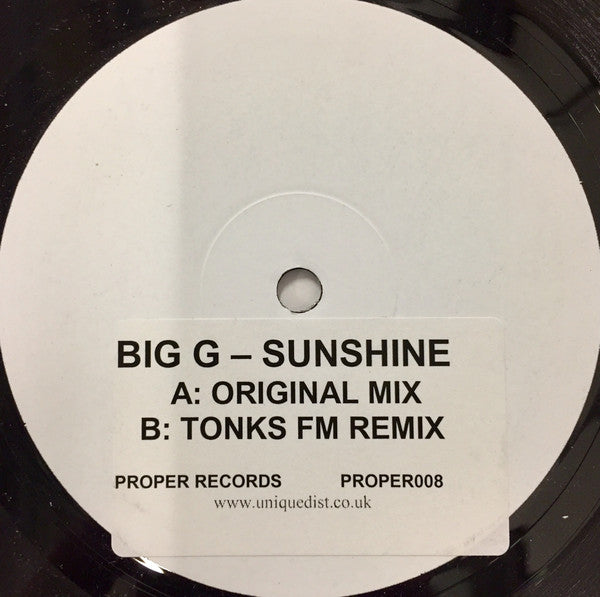 BIG G – SUNSHINE
A: ORIGINAL MIX
B: TONKS FM REMIX
PROPER RECORDS PROPER008
www.uniquedist.co.uk